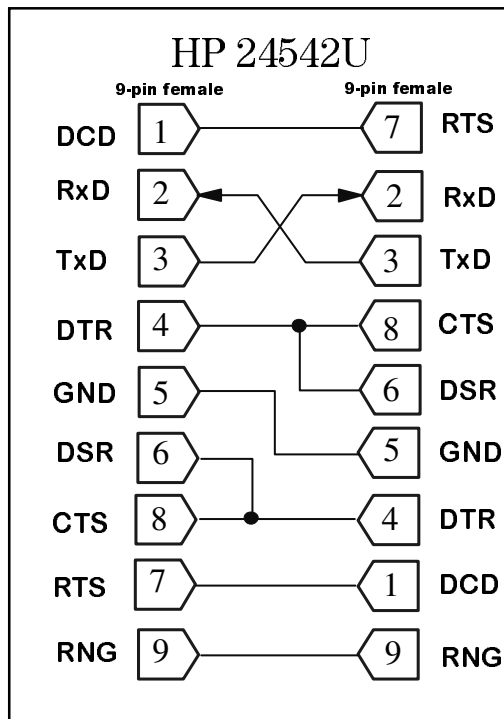 HP 24542U
9-pin female 9-pin female
DCD 1 7 RTS
RxD 2 2 RxD
TxD 3 3 TxD
DTR 4 8 CTS
GND 5 6 DSR
DSR 6 5 GND
CTS 8 4 DTR
RTS 7 1 DCD
RNG 9 9 RNG